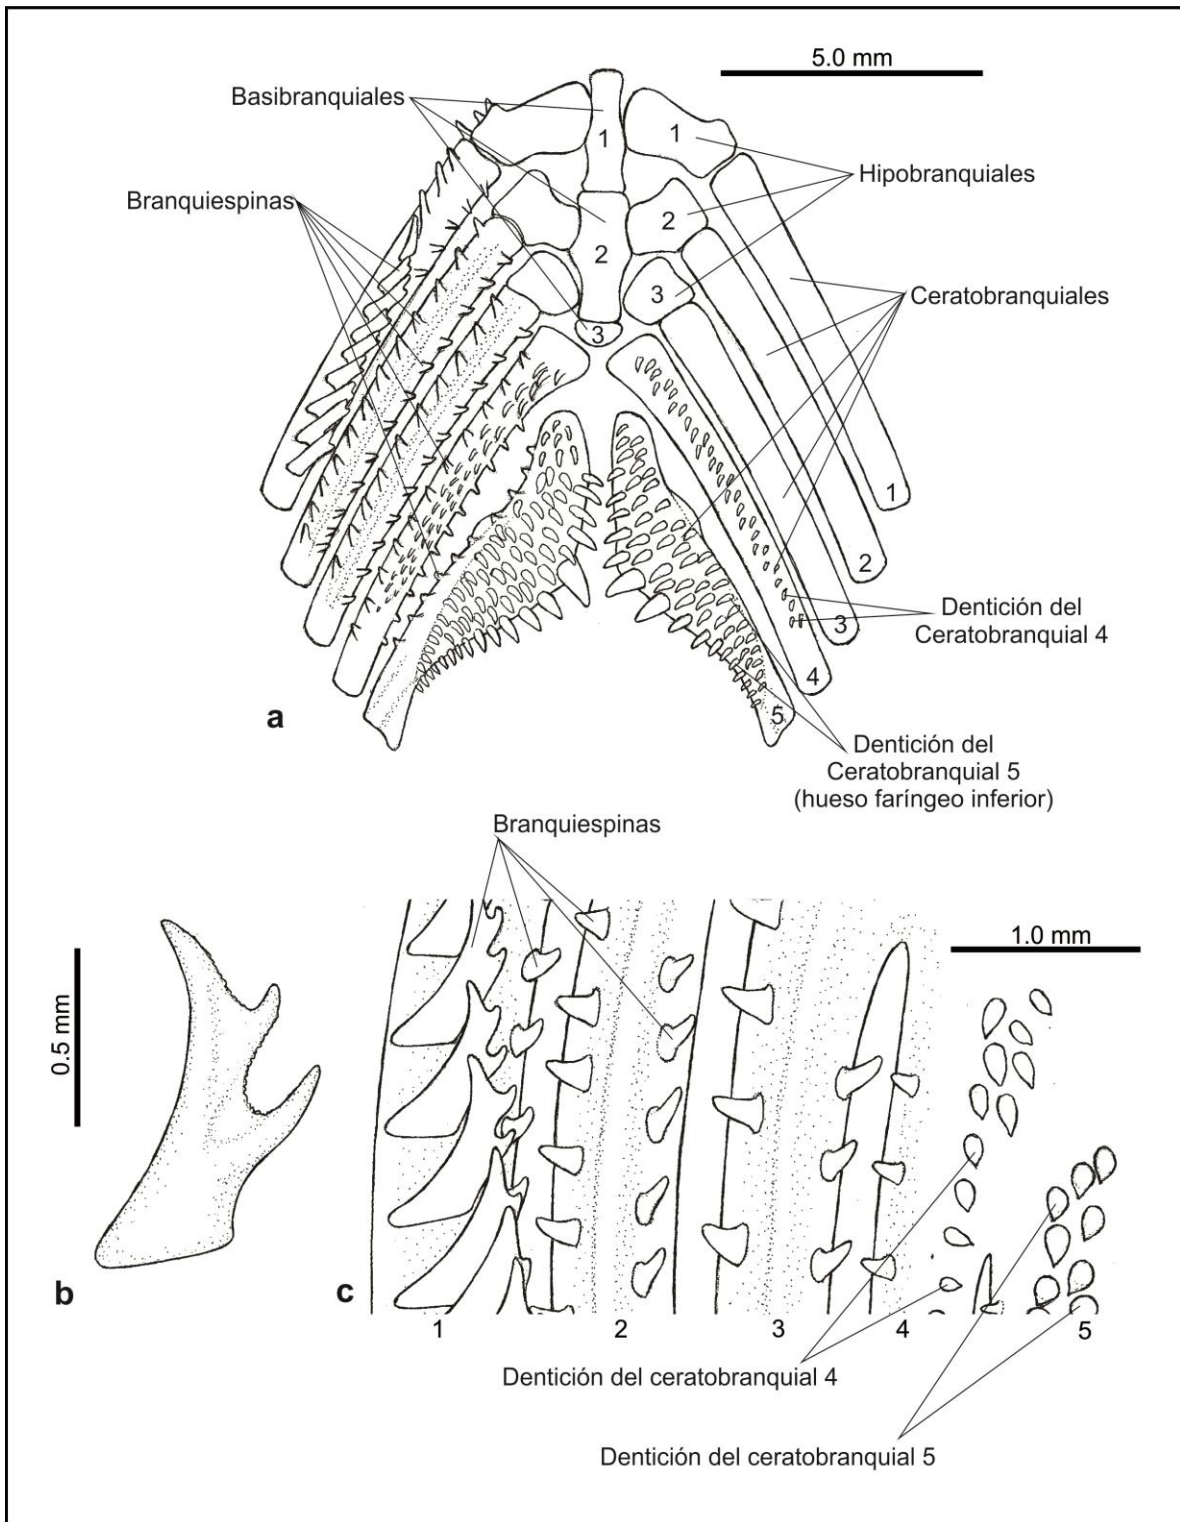 5.0 mm
Basibranquiales
1
1
Hipobranquiales
Branquiespinas
2
2
3
Ceratobranquiales
3
1
2
Dentición del
Ceratobranquial 4
3
4
a
5
Dentición del
Ceratobranquial 5
(hueso faríngeo inferior)
Branquiespinas
1.0 mm
0.5 mm
b
c
1
2
3
4
5
Dentición del ceratobranquial 4
Dentición del ceratobranquial 5